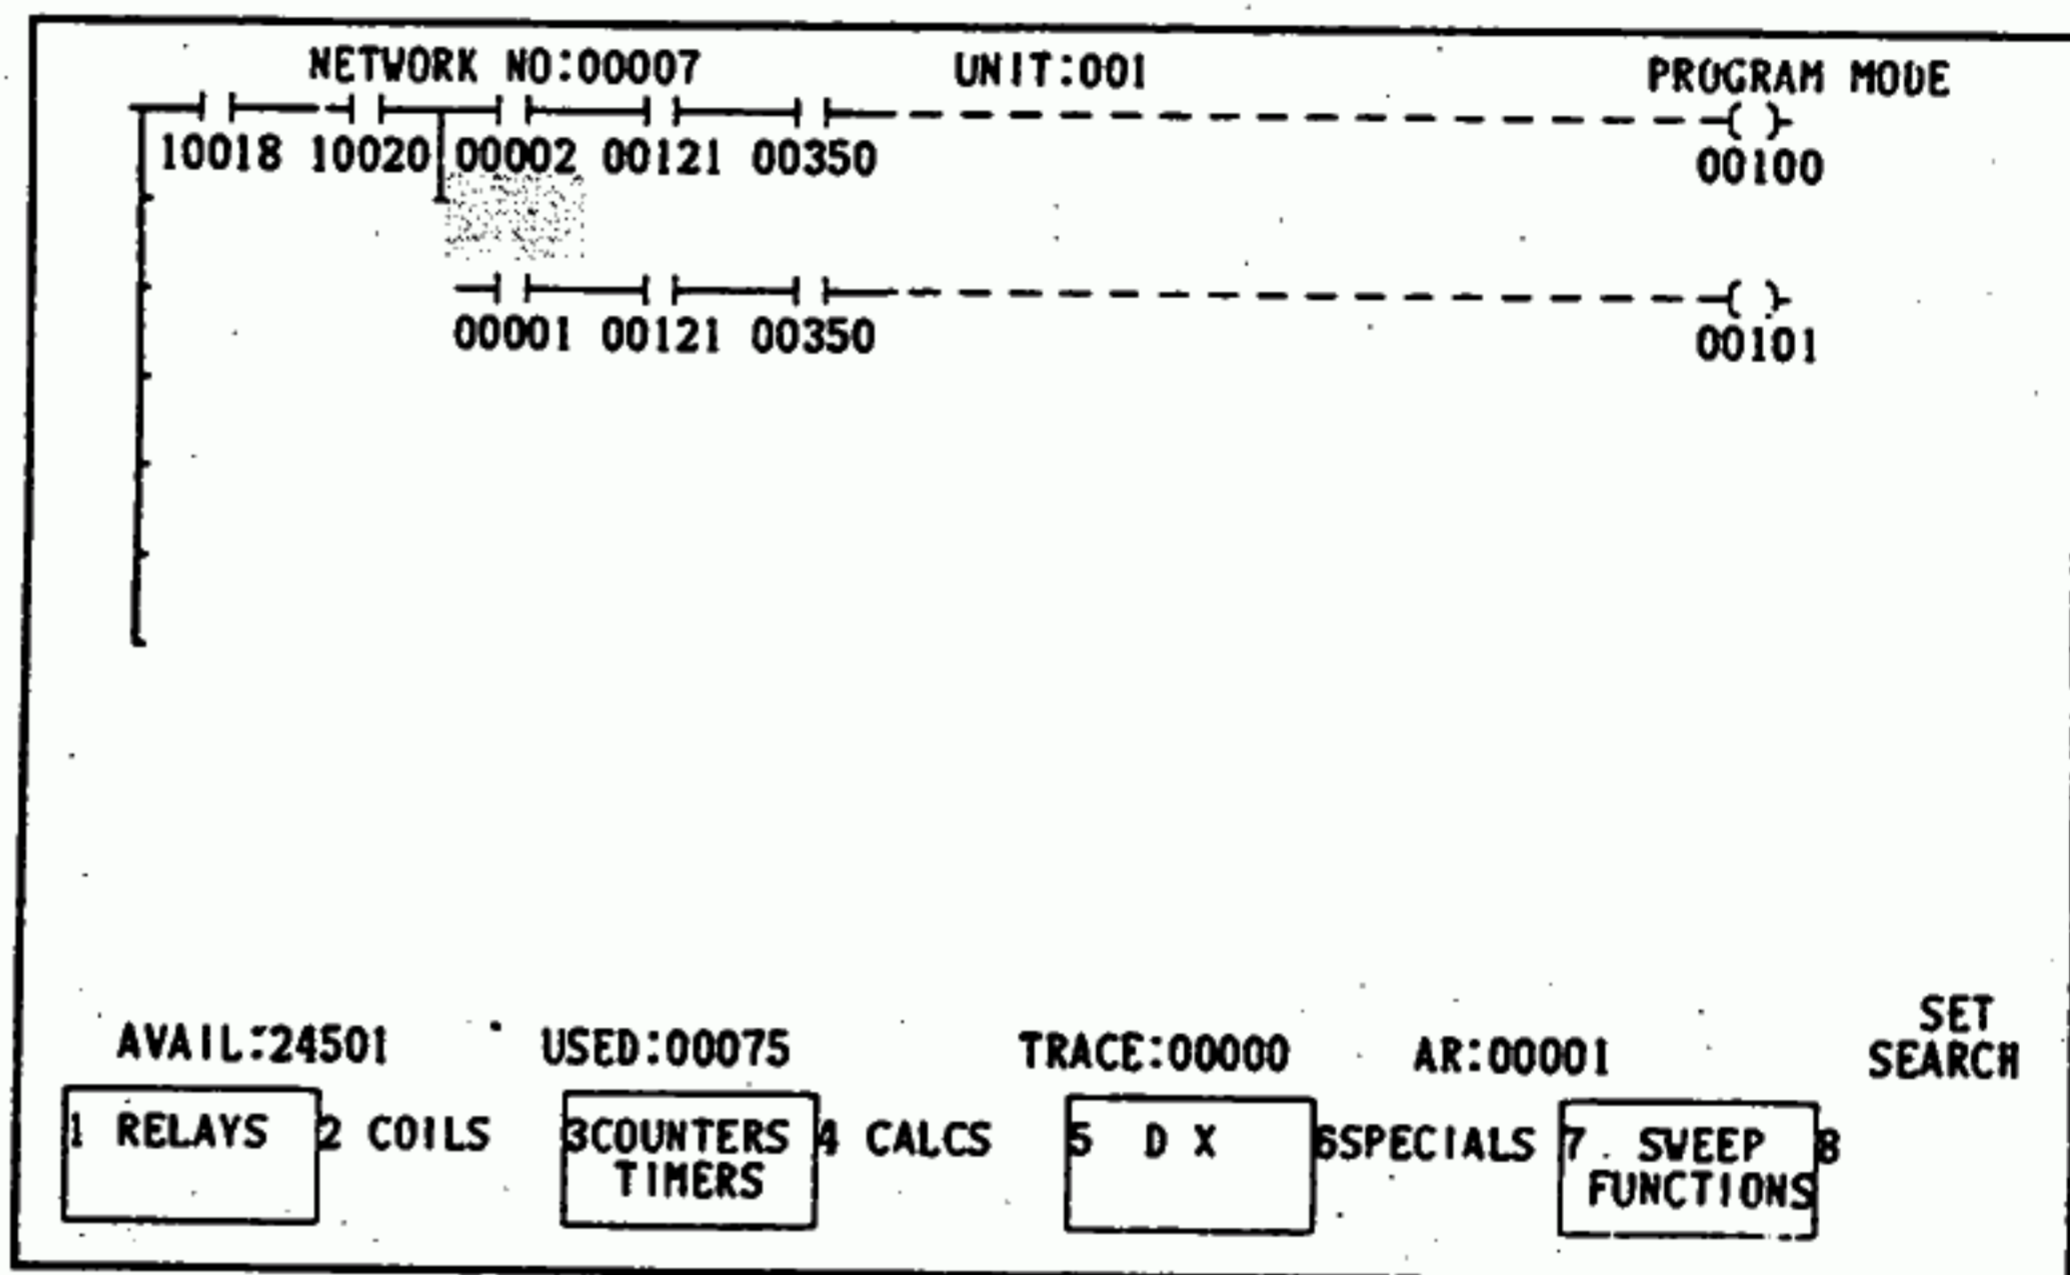 NETWORK NO:00007 UNIT:001 PROGRAM MODE
10018 10020 00002 00121 00350 00100
00001 00121 00350 00101
SET
AVAIL:24501 USED:00075 TRACE:00000 AR:00001 SEARCH
1 RELAYS 2 COILS 3COUNTERS 4 CALCS 5 D X 6SPECIALS 7 SWEEP 8
TIMERS FUNCTIONS